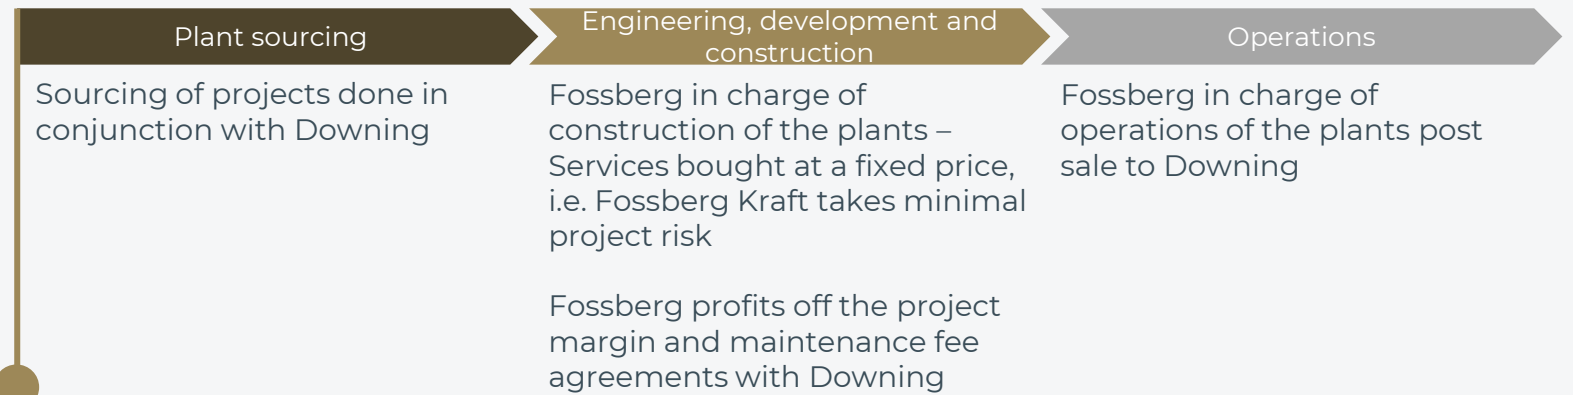 Plant sourcing
Engineering, development and
construction
Operations
Sourcing of projects done in
conjunction with Downing
Fossberg in charge of
construction of the plants –
Services bought at a fixed price,
i.e. Fossberg Kraft takes minimal
project risk
Fossberg profits off the project
margin and maintenance fee
agreements with Downing
Fossberg in charge of
operations of the plants post
sale to Downing